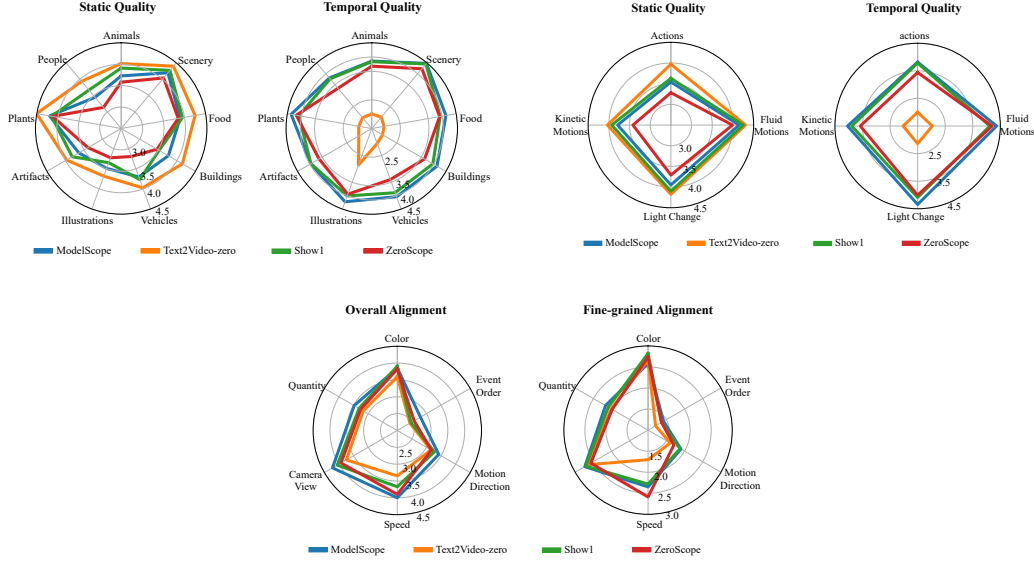 Static Quality
Animals
People
Scenery
Plants
Food
Artifacts
Buildings
Illustrations
Vehicles
3.0
3.5
4.0
4.5
Temporal Quality
Animals
People
Scenery
Plants
Food
Artifacts
Buildings
Illustrations
Vehicles
2.5
3.5
4.0
4.5
ModelScope
Text2Video-zero
Show1
ZeroScope
Static Quality
Actions
Kinetic
Motions
Fluid
Motions
Light Change
3.0
3.5
4.0
4.5
Temporal Quality
actions
Kinetic
Motions
Fluid
Motions
Light Change
2.5
3.5
4.5
ModelScope
Text2Video-zero
Show1
ZeroScope
Overall Alignment
Color
Quantity
Event
Order
Camera
View
Motion
Direction
Speed
2.5
3.0
3.5
4.0
4.5
Fine-grained Alignment
Color
Quantity
Event
Order
Camera
View
Motion
Direction
Speed
1.5
2.0
2.5
3.0
ModelScope
Text2Video-zero
Show1
ZeroScope